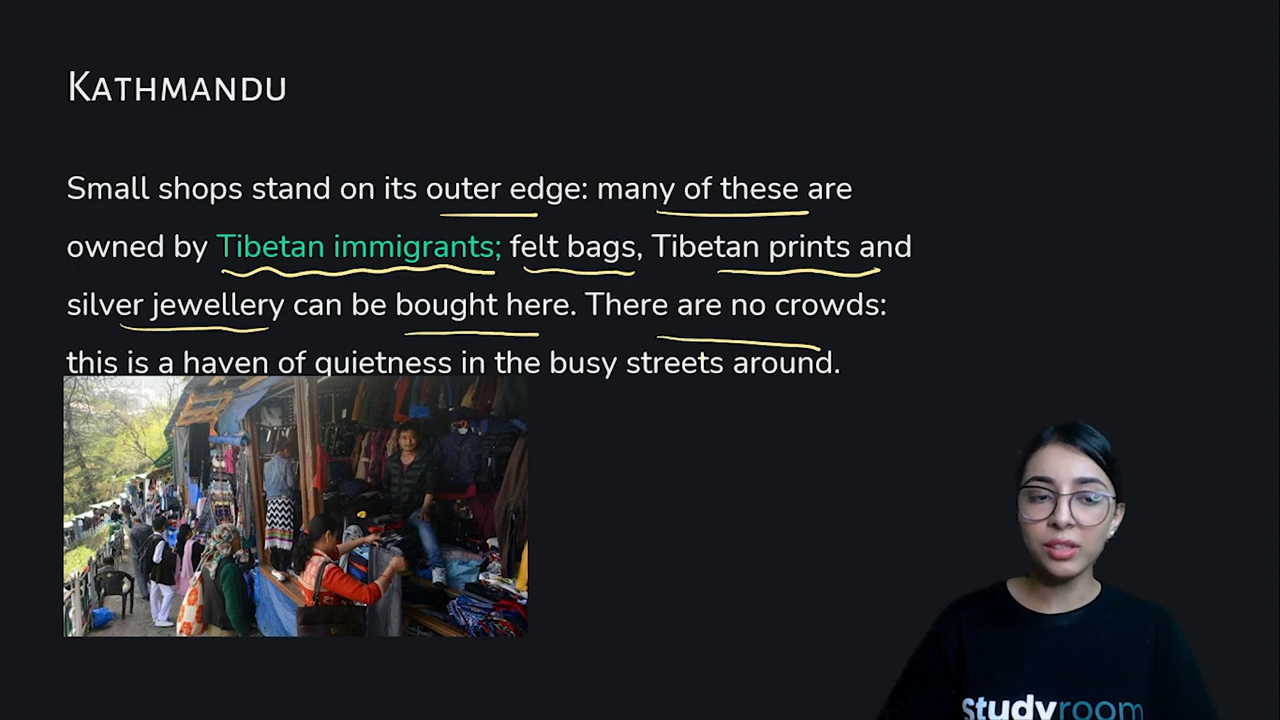 KATHMANDU
Small shops stand on its outer edge: many of these are
owned by Tibetan immigrants; felt bags, Tibetan prints and
silver jewellery can be bought here. There are no crowds:
this is a haven of quietness in the busy streets around.
studyroom